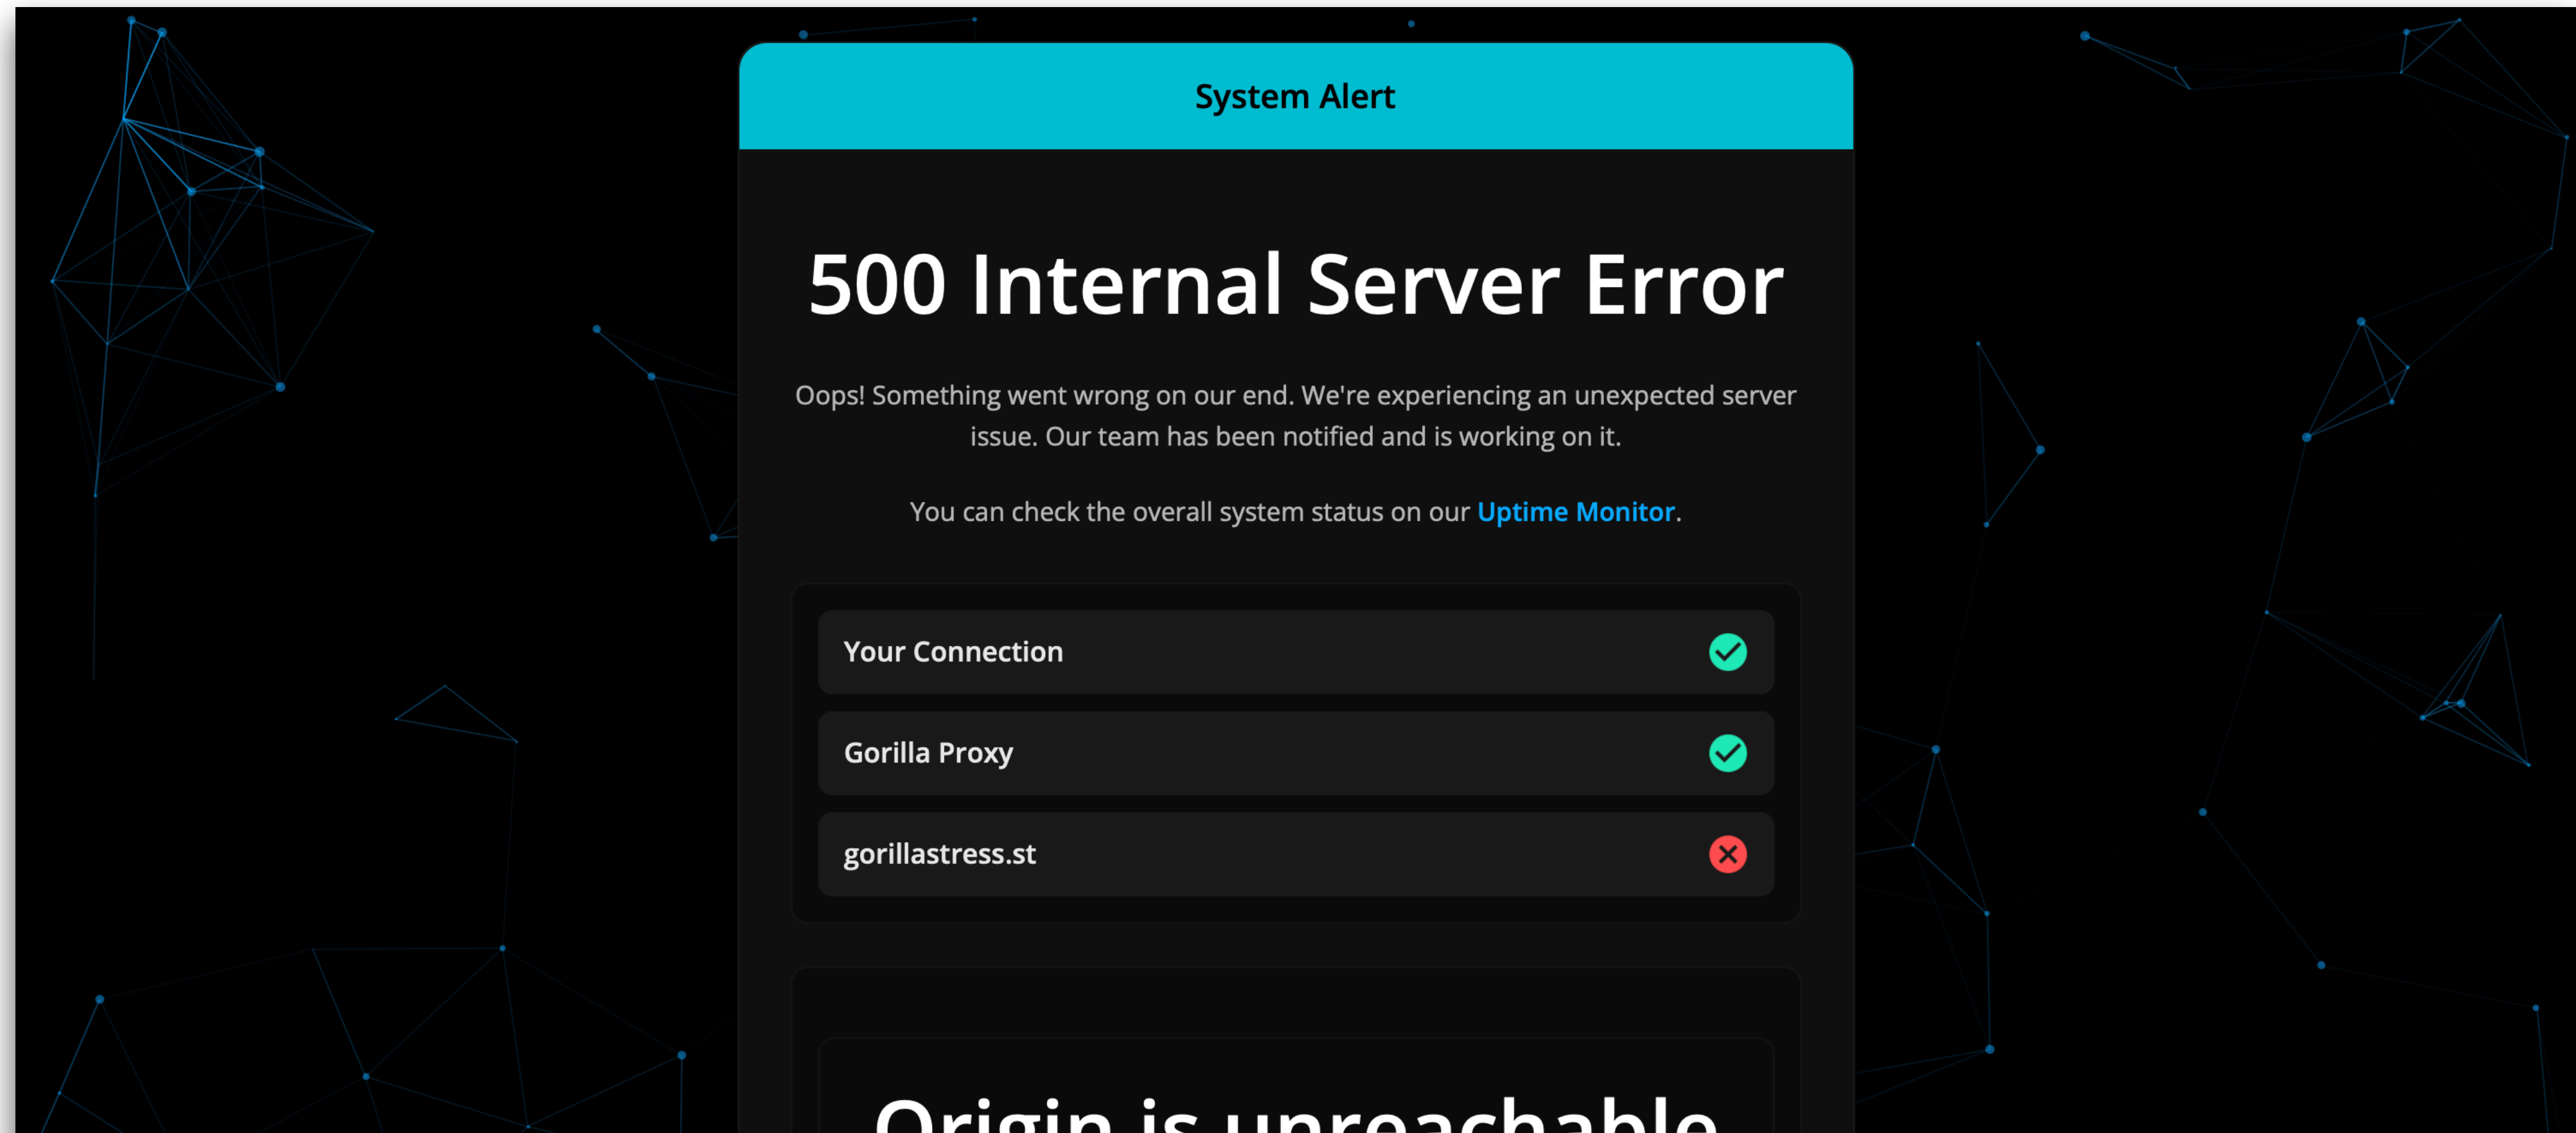 System Alert
500 Internal Server Error
Oops! Something went wrong on our end. We're experiencing an unexpected server
issue. Our team has been notified and is working on it.
You can check the overall system status on our Uptime Monitor.
Your Connection
Gorilla Proxy
gorillastress.st
Origin is unreachable